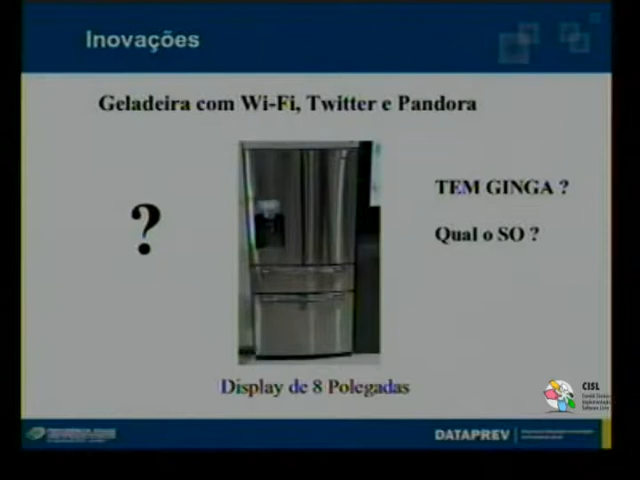 Inovações
Geladeira com Wi-Fi, Twitter e Pandora
?
TEM GINGA ?
Qual o SO ?
Display de 8 Polegadas
CISL
DATAPREV